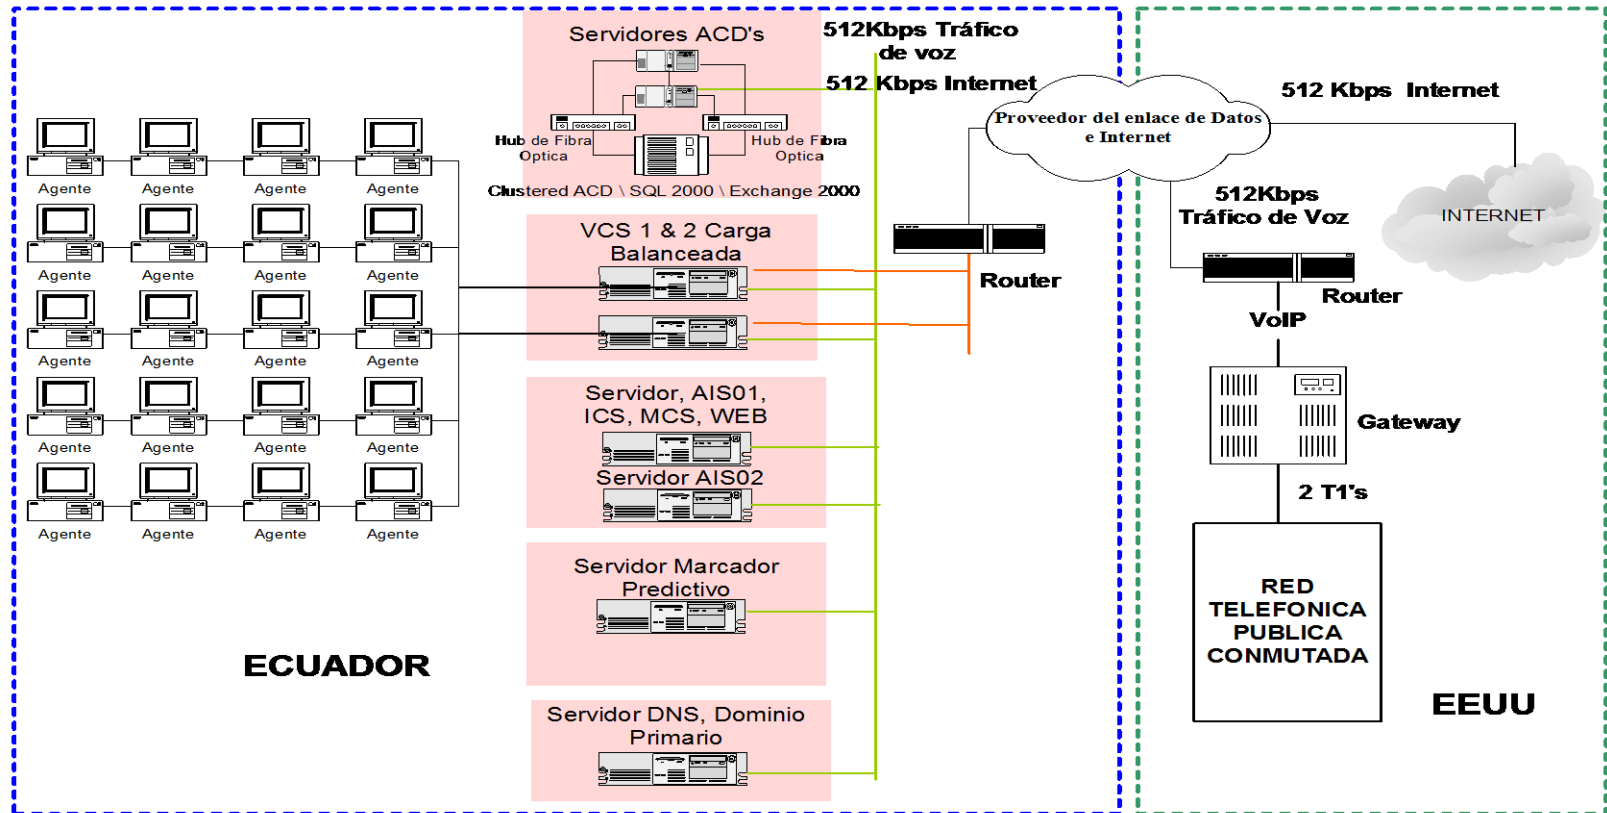 Servidores ACD's
512Kbps Tráfico
de voz
512 Kbps Internet
Hub de Fibra
Optica
Hub de Fibra
Optica
Clustered ACD \ SQL 2000 \ Exchange 2000
Agente Agente Agente Agente
Agente Agente Agente Agente
Agente Agente Agente Agente
Agente Agente Agente Agente
Agente Agente Agente Agente
VCS 1 & 2 Carga
Balanceada
Servidor, AIS01,
ICS, MCS, WEB
Servidor AIS02
Servidor Marcador
Predictivo
Servidor DNS, Dominio
Primario
ECUADOR
Router
Proveedor del enlace de Datos
e Internet
512 Kbps Internet
INTERNET
512Kbps
Tráfico de Voz
Router
VoIP
Gateway
2 T1's
RED
TELEFONICA
PUBLICA
CONMUTADA
EEUU